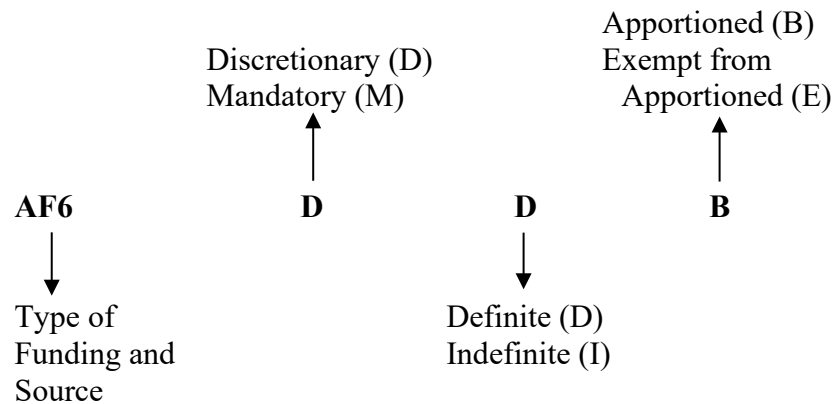 Discretionary (D)
Mandatory (M)
Apportioned (B)
Exempt from
Apportioned (E)
AF6 D D B
Type of
Funding and
Source
Definite (D)
Indefinite (I)